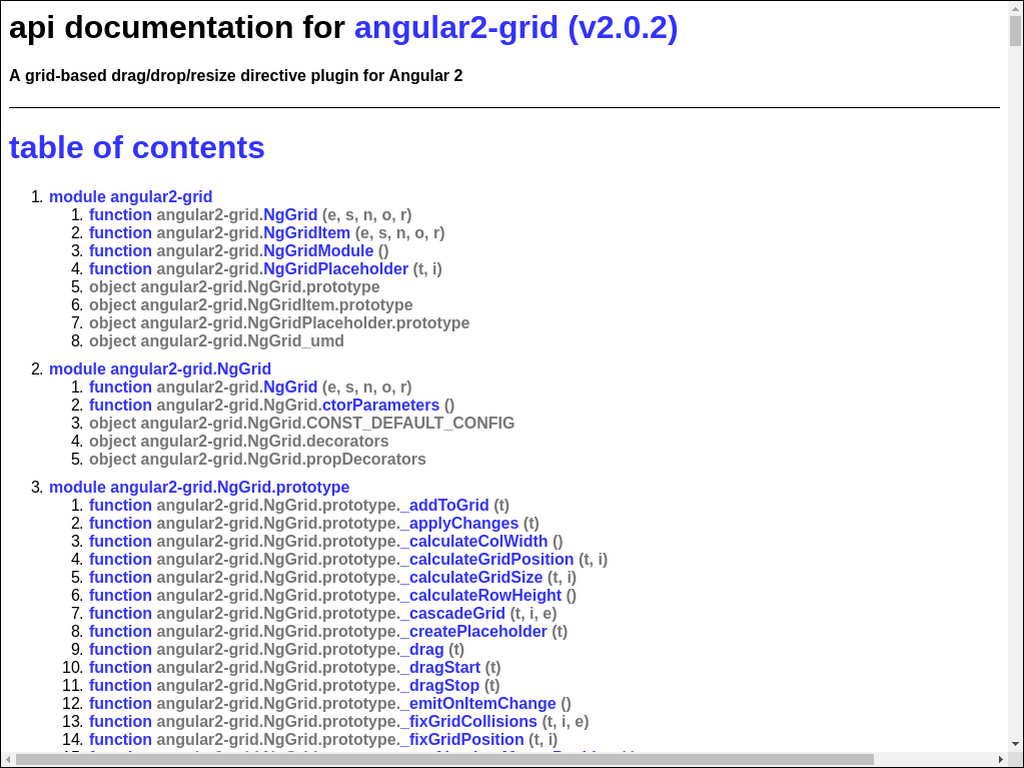 api documentation for angular2-grid (v2.0.2)
A grid-based drag/drop/resize directive plugin for Angular 2
table of contents
1. module angular2-grid
1. function angular2-grid.NgGrid (e, s, n, o, r)
2. function angular2-grid.NgGridItem (e, s, n, o, r)
3. function angular2-grid.NgGridModule ()
4. function angular2-grid.NgGridPlaceholder (t, i)
5. object angular2-grid.NgGrid.prototype
6. object angular2-grid.NgGridItem.prototype
7. object angular2-grid.NgGridPlaceholder.prototype
8. object angular2-grid.NgGrid_umd
2. module angular2-grid.NgGrid
1. function angular2-grid.NgGrid (e, s, n, o, r)
2. function angular2-grid.NgGrid.ctorParameters ()
3. object angular2-grid.NgGrid.CONST_DEFAULT_CONFIG
4. object angular2-grid.NgGrid.decorators
5. object angular2-grid.NgGrid.propDecorators
3. module angular2-grid.NgGrid.prototype
1. function angular2-grid.NgGrid.prototype._addToGrid (t)
2. function angular2-grid.NgGrid.prototype._applyChanges (t)
3. function angular2-grid.NgGrid.prototype._calculateColWidth ()
4. function angular2-grid.NgGrid.prototype._calculateGridPosition (t, i)
5. function angular2-grid.NgGrid.prototype._calculateGridSize (t, i)
6. function angular2-grid.NgGrid.prototype._calculateRowHeight ()
7. function angular2-grid.NgGrid.prototype._cascadeGrid (t, i, e)
8. function angular2-grid.NgGrid.prototype._createPlaceholder (t)
9. function angular2-grid.NgGrid.prototype._drag (t)
10. function angular2-grid.NgGrid.prototype._dragStart (t)
11. function angular2-grid.NgGrid.prototype._dragStop (t)
12. function angular2-grid.NgGrid.prototype._emitOnItemChange ()
13. function angular2-grid.NgGrid.prototype._fixGridCollisions (t, i, e)
14. function angular2-grid.NgGrid.prototype._fixGridPosition (t, i)